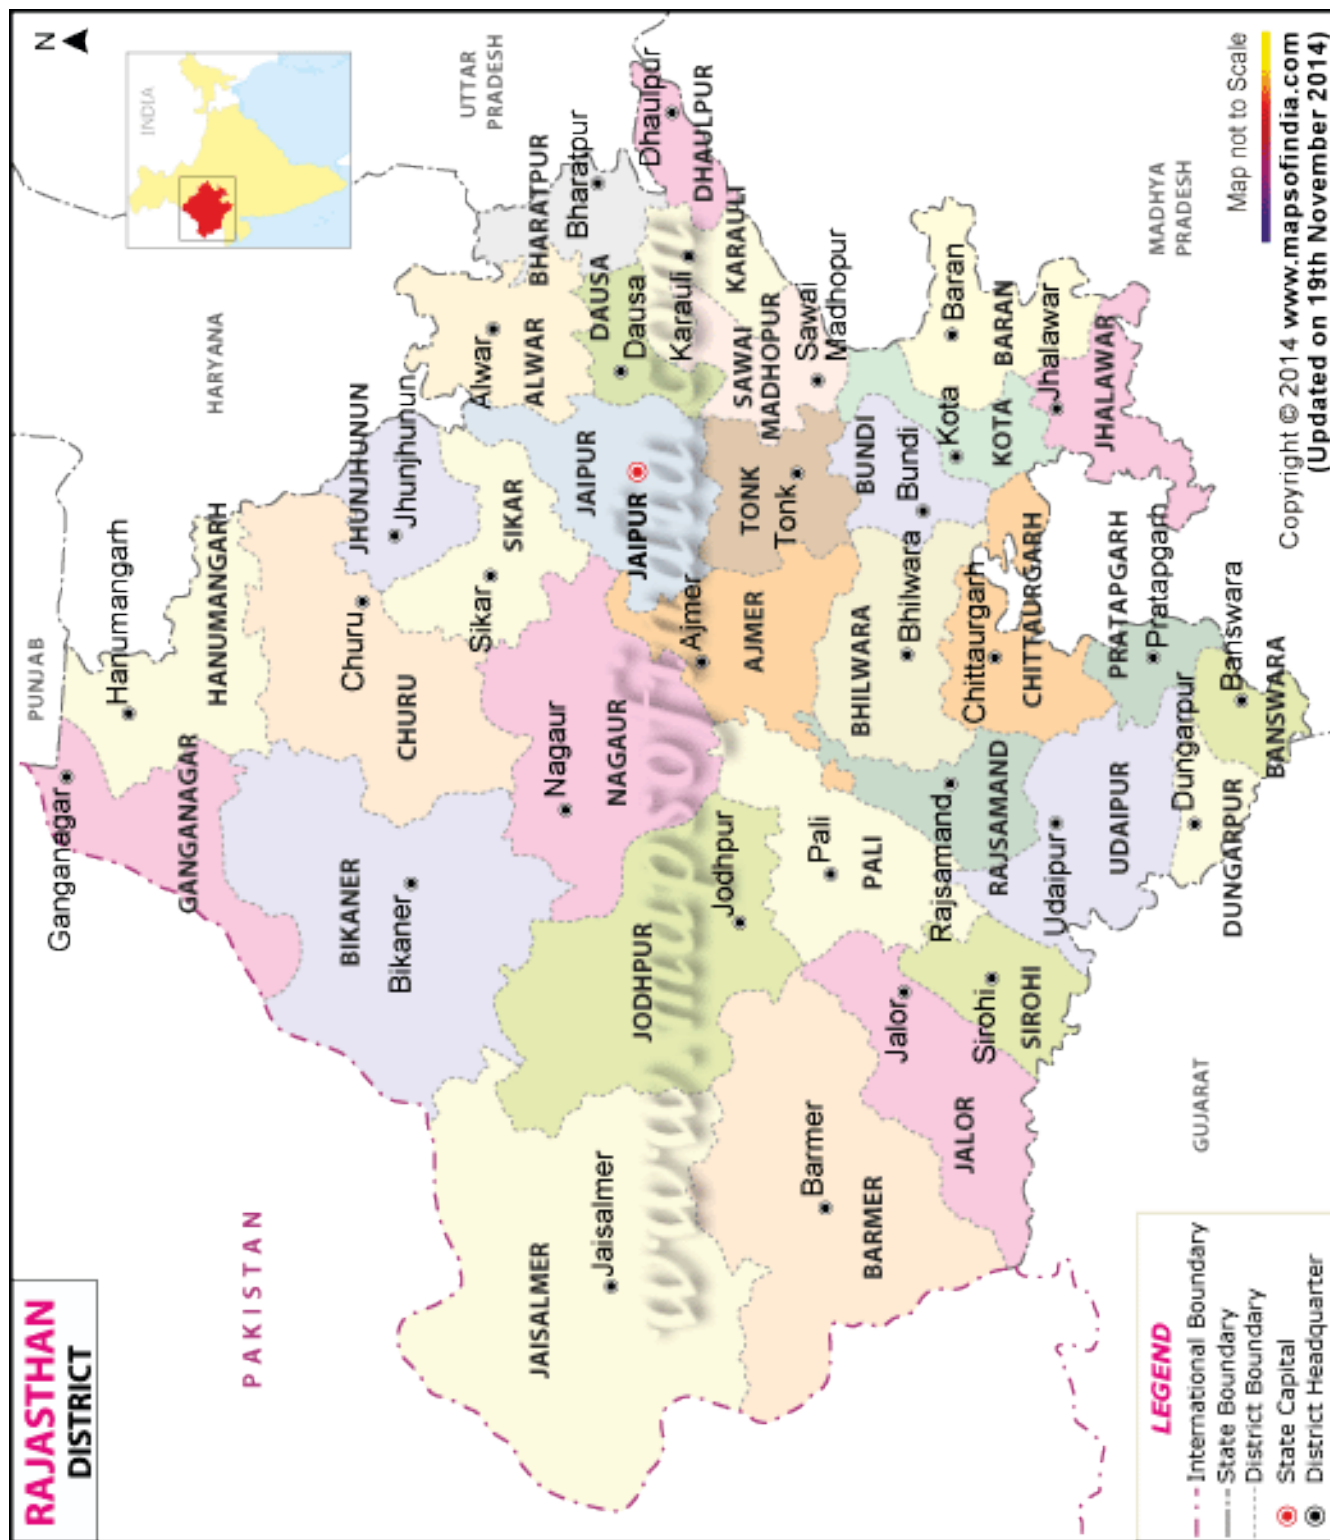 RAJASTHAN
DISTRICT
N
INDIA
PUNJAB
HARYANA
UTTAR
PRADESH
MADHYA
PRADESH
GUJARAT
PAKISTAN
Ganganagar
GANGANAGAR
Hanumangarh
HANUMANGARH
BIKANER
Bikaner
Churu
CHURU
JHUNJHUNUN
Jhunjhunun
Sikar
SIKAR
Alwar
ALWAR
BHARATPUR
Bharatpur
Dhaulpur
DHAULPUR
DAUSA
Dausa
Karauli
KARAULI
SAWAI
MADHOPUR
Sawai
Madhopur
JAIPUR
JAIPUR
Nagaur
NAGAUR
JODHPUR
Jodhpur
JAISALMER
Jaisalmer
Barmer
BARMER
Ajmer
AJMER
TONK
Tonk
BUNDI
Bundi
Kota
KOTA
Baran
BARAN
Jhalawar
JHALAWAR
Pali
PALI
BHILWARA
Bhilwara
Chittaurgarh
CHITTAURGARH
Rajsamand
RAJSAMAND
Udaipur
UDAIPUR
Jalor
JALOR
Sirohi
SIROHI
PRATAPGARH
Pratapgarh
Dungarpur
DUNGARPUR
Banswara
BANSWARA
www.mapsofindia.com
LEGEND
International Boundary
State Boundary
District Boundary
State Capital
District Headquarter
Map not to Scale
Copyright © 2014 www.mapsofindia.com
(Updated on 19th November 2014)